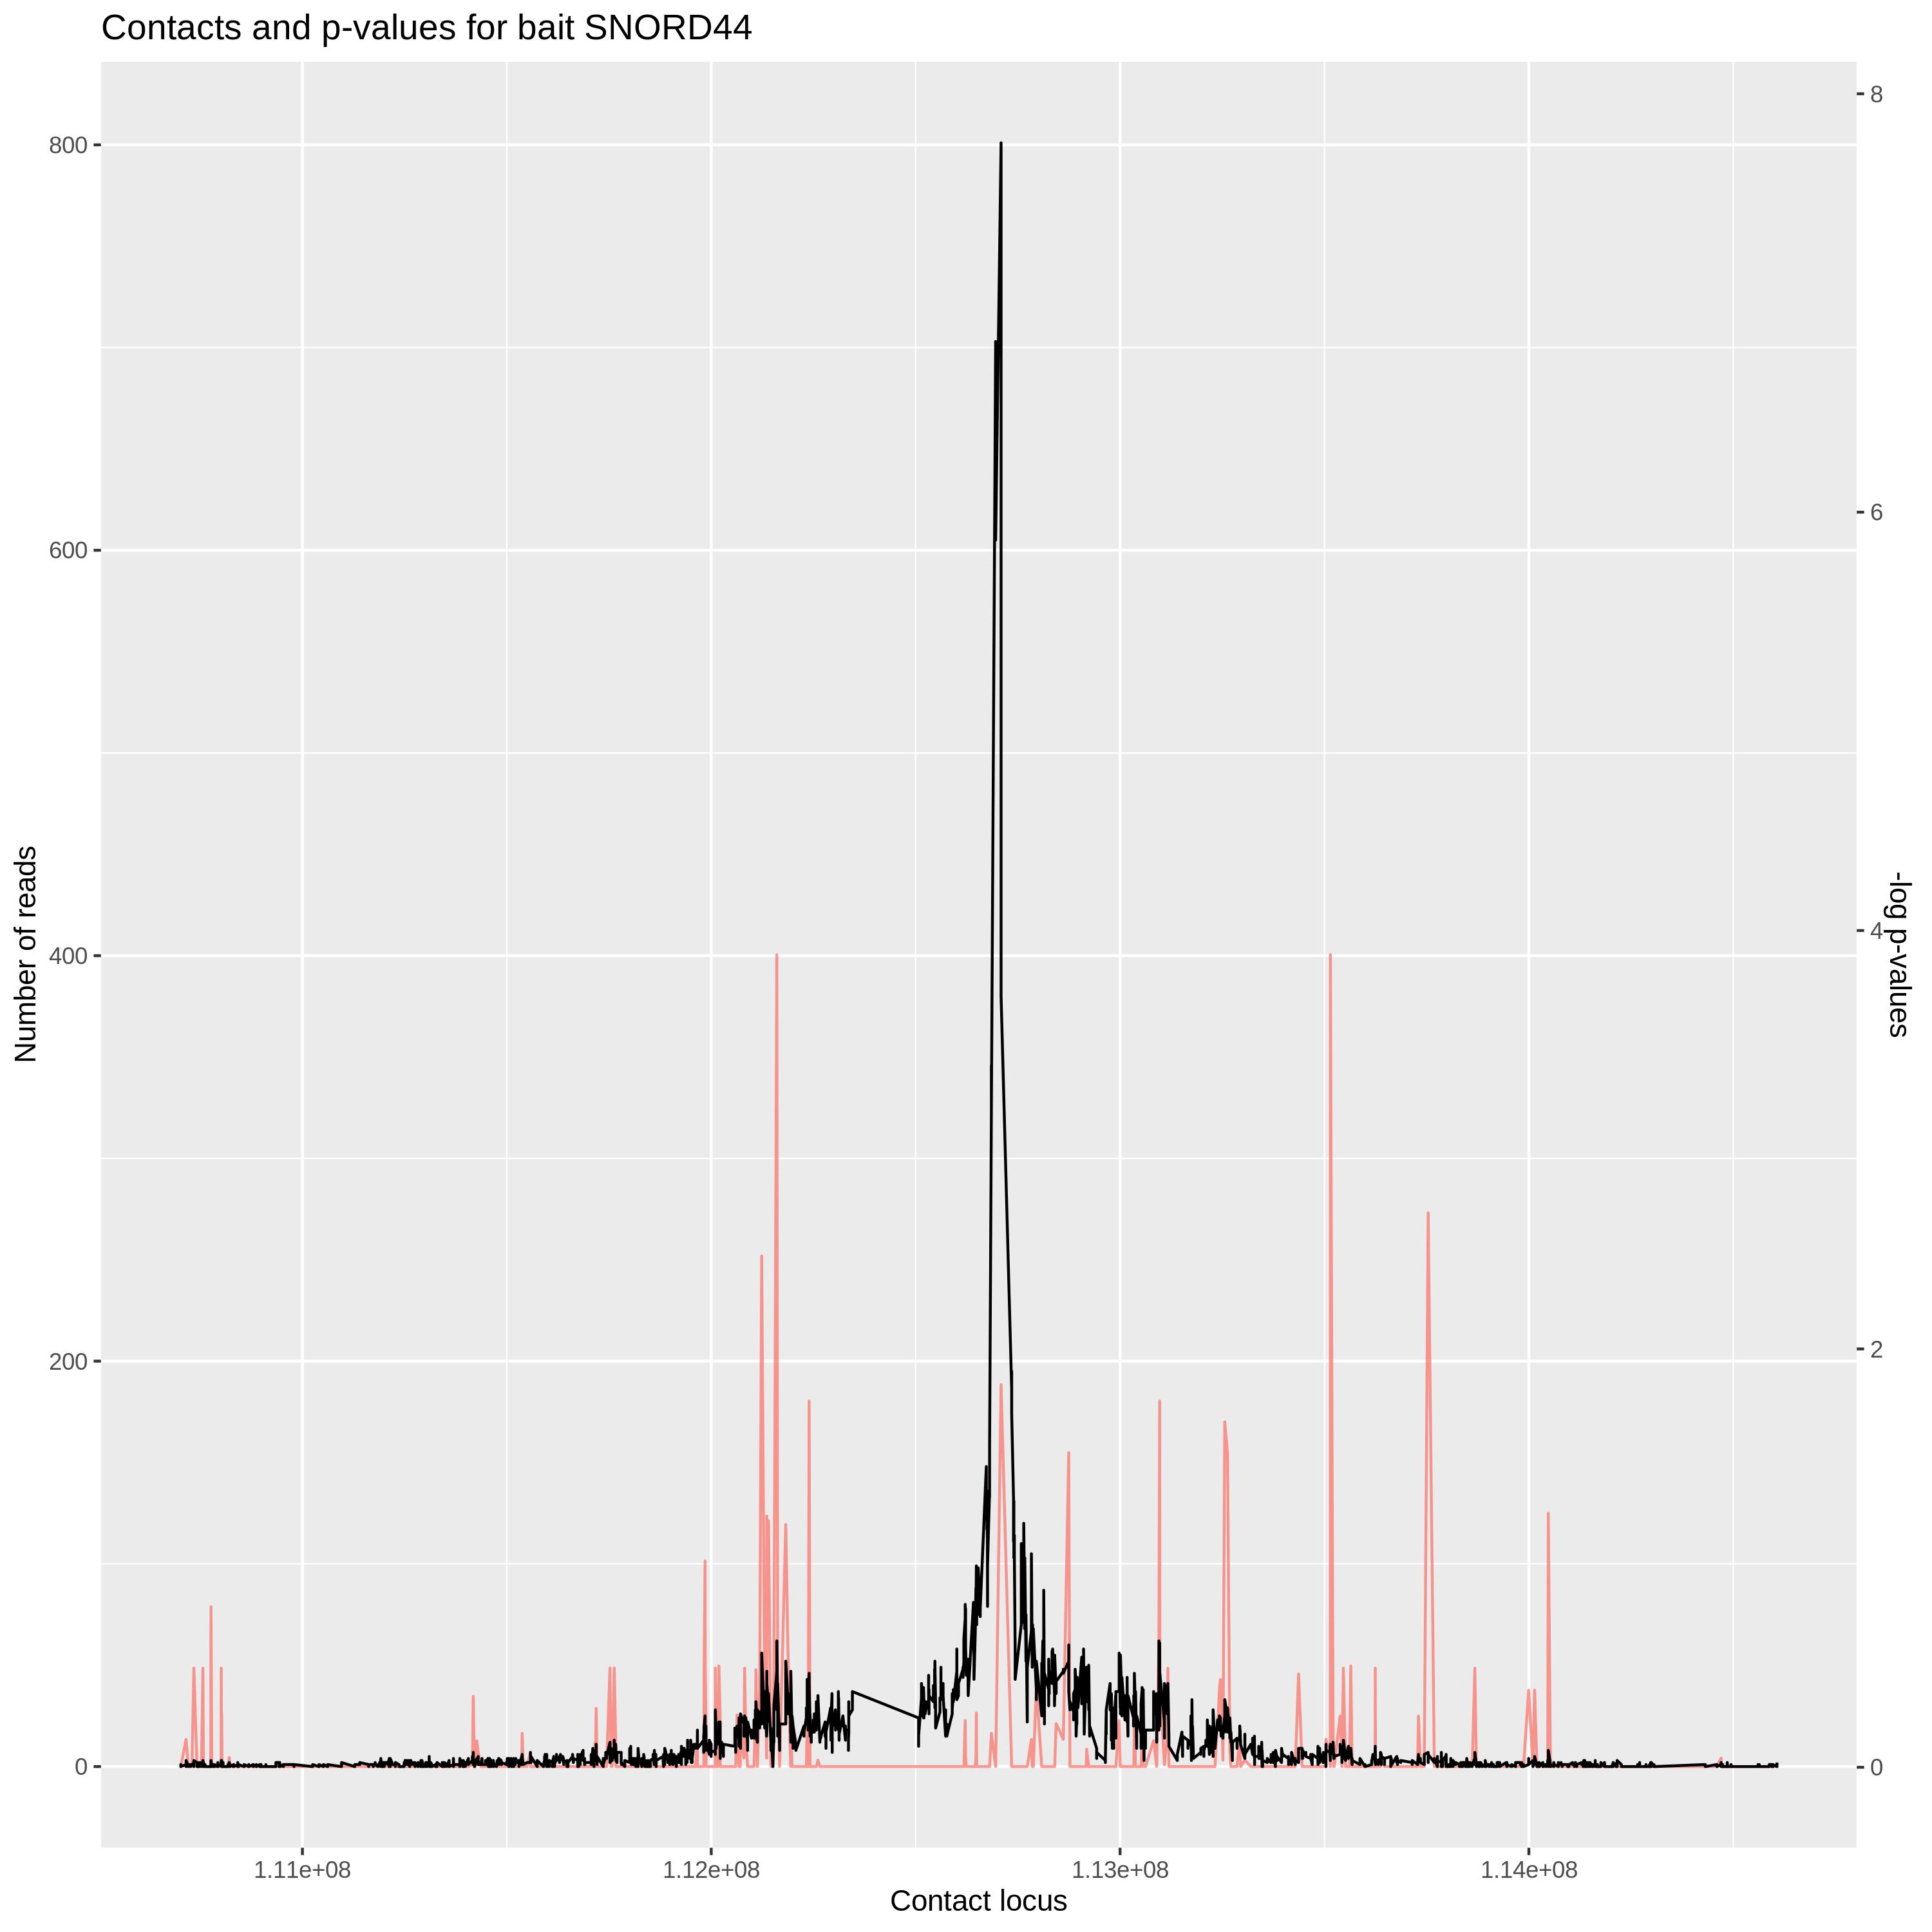 Contacts and p-values for bait SNORD44
800
600
400
200
0
Number of reads
8
6
4
2
0
-log p-values
1.11e+08
1.12e+08
1.13e+08
1.14e+08
Contact locus